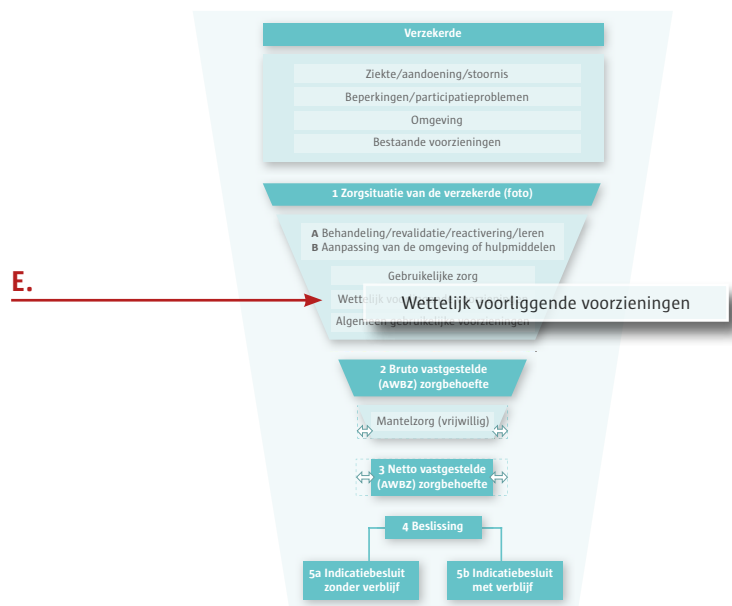 Verzekerde
Ziekte/aandoening/stoornis
Beperkingen/participatieproblemen
Omgeving
Bestaande voorzieningen
1 Zorgsituatie van de verzekerde (foto)
A Behandeling/revalidatie/reactivering/leren
B Aanpassing van de omgeving of hulpmiddelen
Gebruikelijke zorg
E.
Wettelijk voorliggende voorzieningen
Algemeen gebruikelijke voorzieningen
2 Bruto vastgestelde
(AWBZ) zorgbehoefte
Mantelzorg (vrijwillig)
3 Netto vastgestelde
(AWBZ) zorgbehoefte
4 Beslissing
5a Indicatiebesluit
zonder verblijf
5b Indicatiebesluit
met verblijf